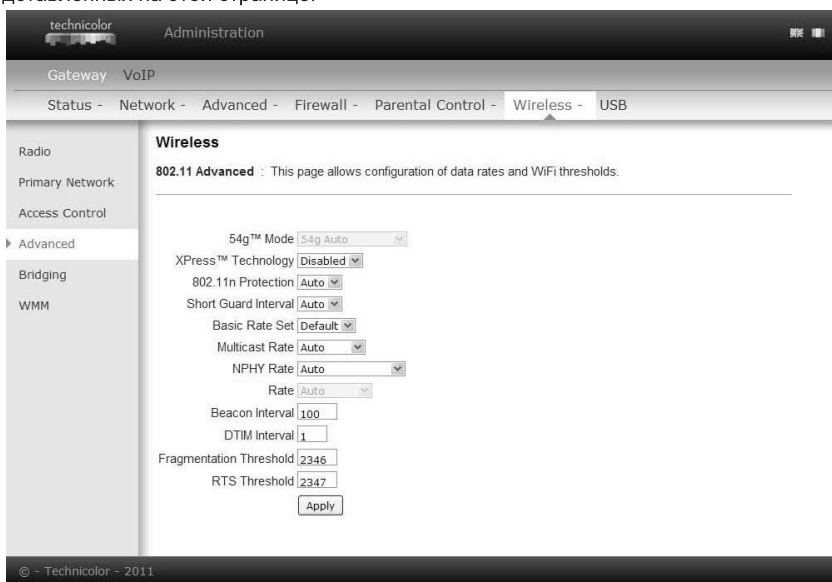 дставленных на этой странице.
technicolor
Administration
Gateway VoIP
Status - Network - Advanced - Firewall - Parental Control - Wireless - USB
Radio
Primary Network
Access Control
Advanced
Bridging
WMM
Wireless
802.11 Advanced : This page allows configuration of data rates and WiFi thresholds.
54g™ Mode 54g Auto
XPress™ Technology Disabled
802.11n Protection Auto
Short Guard Interval Auto
Basic Rate Set Default
Multicast Rate Auto
NPHY Rate Auto
Rate Auto
Beacon Interval 100
DTIM Interval 1
Fragmentation Threshold 2346
RTS Threshold 2347
Apply
© - Technicolor - 2011